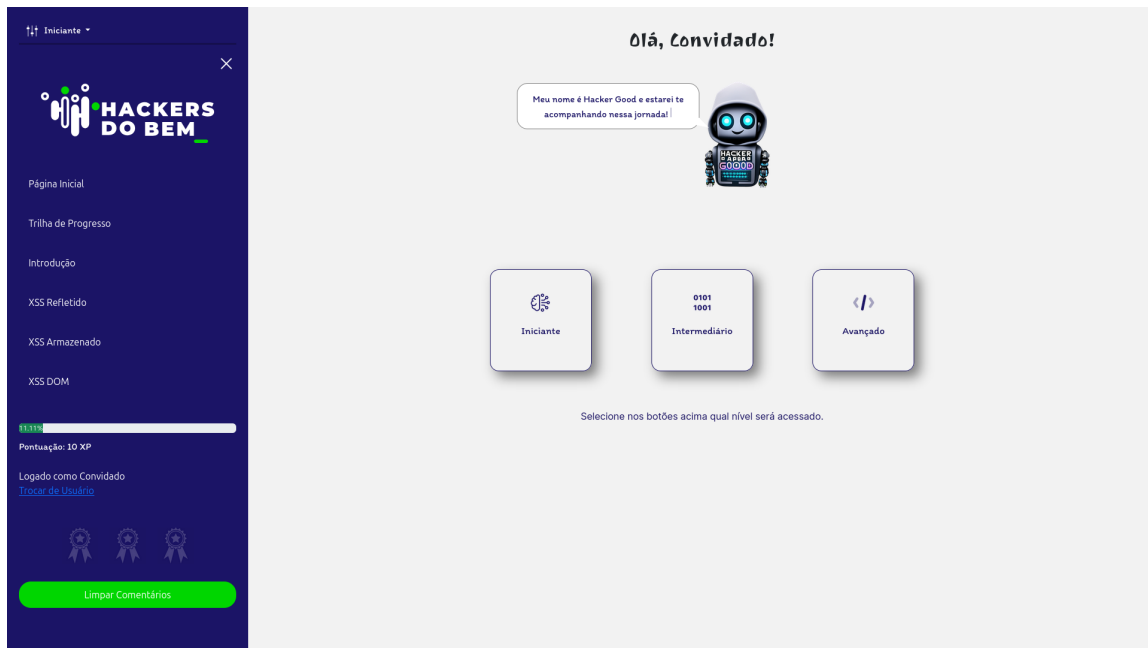 Iniciante
HACKERS
DO BEM_
Página Inicial
Trilha de Progresso
Introdução
XSS Refletido
XSS Armazenado
XSS DOM
11.11%
Pontuação: 10 XP
Logado como Convidado
Trocar de Usuário
Limpar Comentários
Olá, Convidado!
Meu nome é Hacker Good e estarei te
acompanhando nessa jornada!
HACKER
GOOOD
0101
1001
Iniciante
Intermediário
Avançado
Selecione nos botões acima qual nível será acessado.